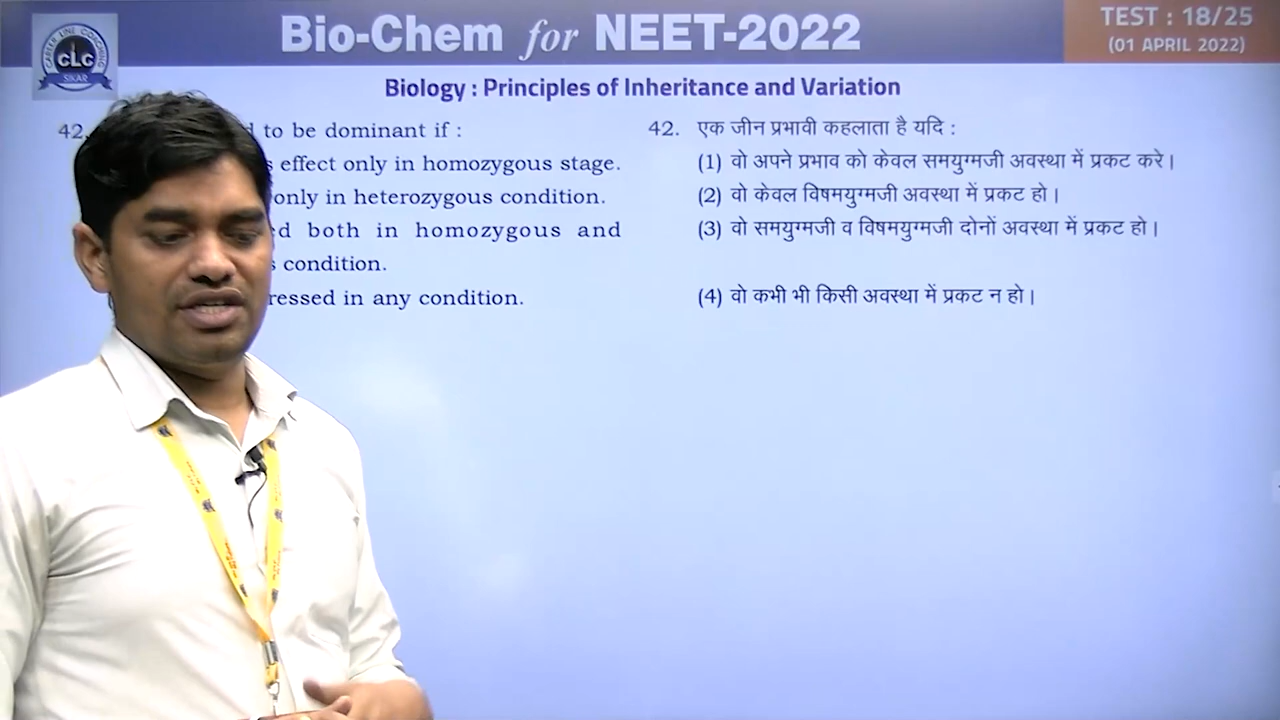 Bio-Chem for NEET-2022
TEST : 18/25
(01 APRIL 2022)
CLC
SIKAR
Biology : Principles of Inheritance and Variation
42.
to be dominant if :
effect only in homozygous stage.
only in heterozygous condition.
both in homozygous and
condition.
in any condition.
42. एक जीन प्रभावी कहलाता है यदि :
(1) वो अपने प्रभाव को केवल समयुग्मजी अवस्था में प्रकट करे।
(2) वो केवल विषमयुग्मजी अवस्था में प्रकट हो।
(3) वो समयुग्मजी व विषमयुग्मजी दोनों अवस्था में प्रकट हो।
(4) वो कभी भी किसी अवस्था में प्रकट न हो।